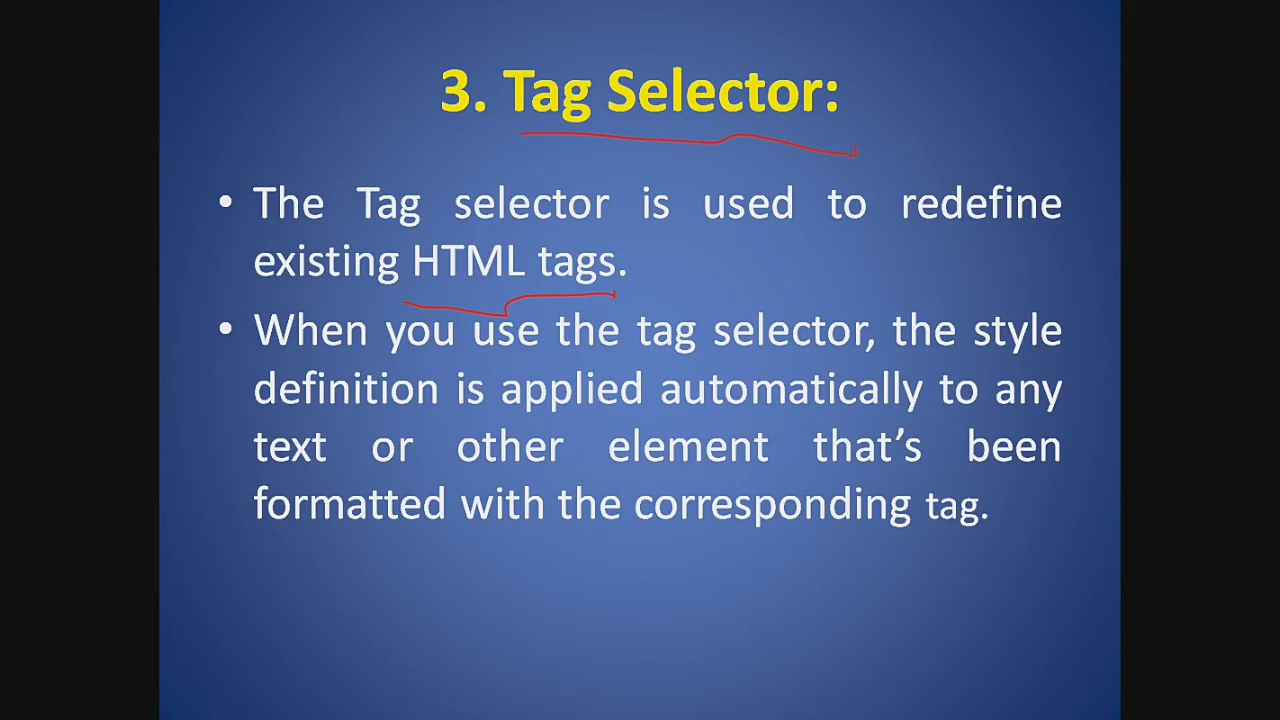 3. Tag Selector:
• The Tag selector is used to redefine
existing HTML tags.
• When you use the tag selector, the style
definition is applied automatically to any
text or other element that’s been
formatted with the corresponding tag.